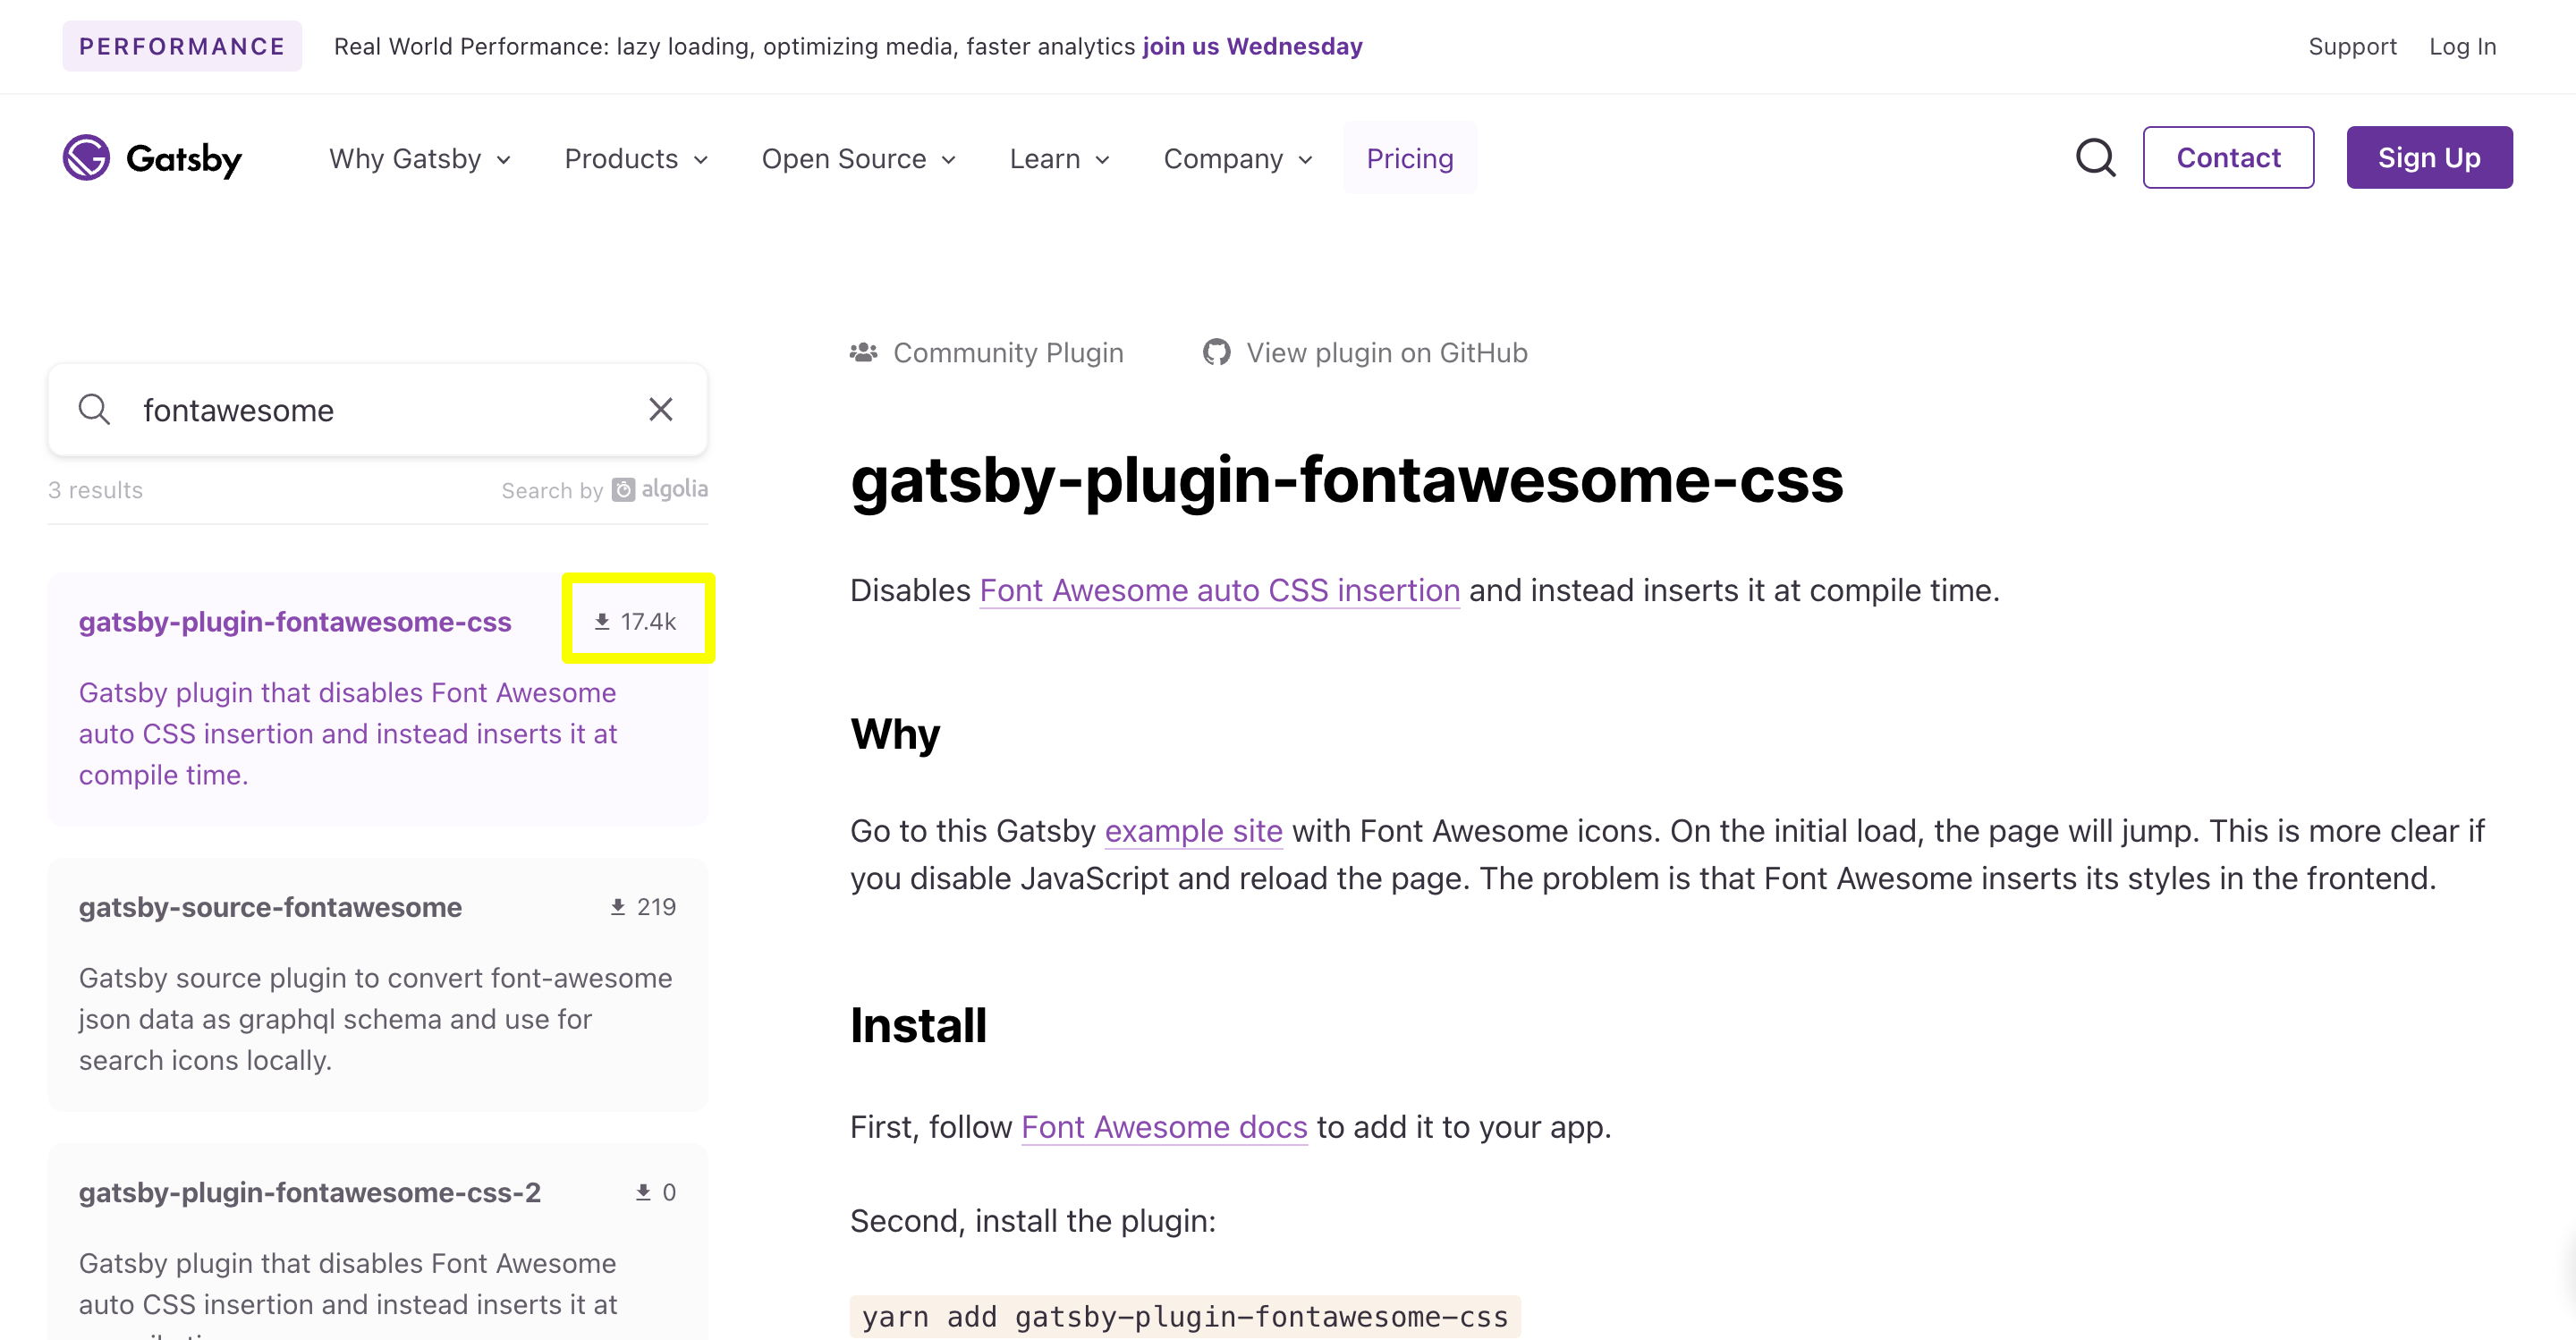 PERFORMANCE Real World Performance: lazy loading, optimizing media, faster analytics join us Wednesday Support Log In
Gatsby Why Gatsby Products Open Source Learn Company Pricing Contact Sign Up
fontawesome
3 results Search by algolia
gatsby-plugin-fontawesome-css 17.4k
Gatsby plugin that disables Font Awesome
auto CSS insertion and instead inserts it at
compile time.
gatsby-source-fontawesome 219
Gatsby source plugin to convert font-awesome
json data as graphql schema and use for
search icons locally.
gatsby-plugin-fontawesome-css-2 0
Gatsby plugin that disables Font Awesome
auto CSS insertion and instead inserts it at
Community Plugin View plugin on GitHub
gatsby-plugin-fontawesome-css
Disables Font Awesome auto CSS insertion and instead inserts it at compile time.
Why
Go to this Gatsby example site with Font Awesome icons. On the initial load, the page will jump. This is more clear if
you disable JavaScript and reload the page. The problem is that Font Awesome inserts its styles in the frontend.
Install
First, follow Font Awesome docs to add it to your app.
Second, install the plugin:
yarn add gatsby-plugin-fontawesome-css